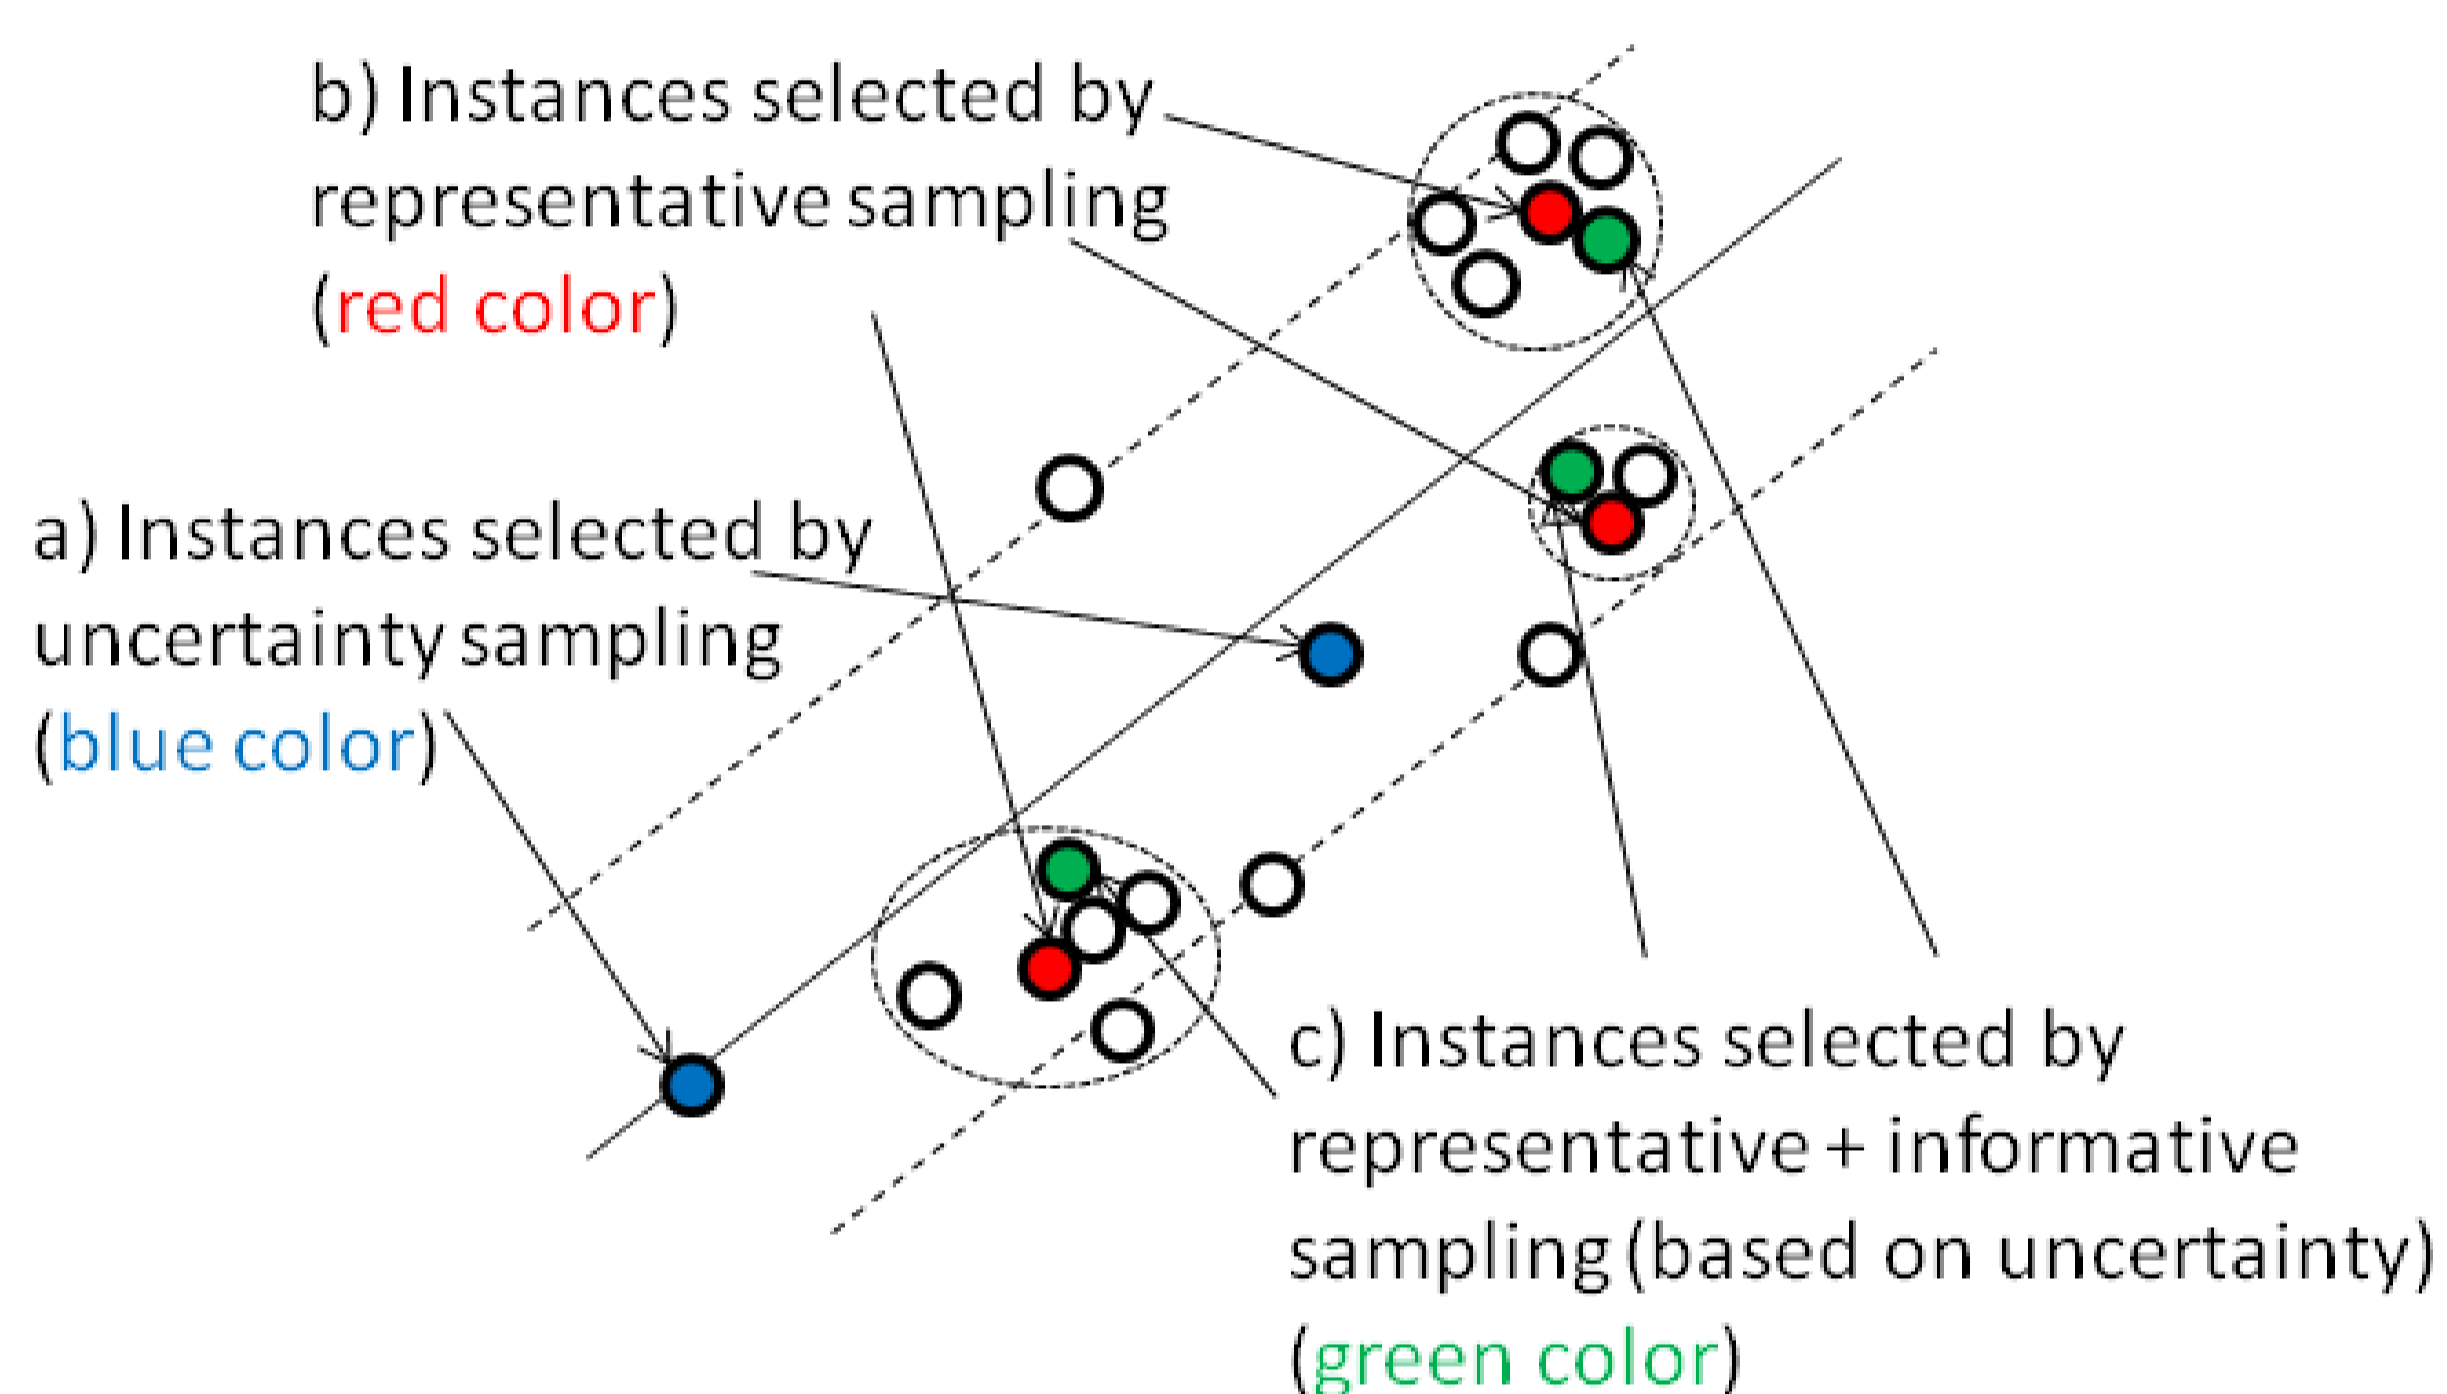 b) Instances selected by
representative sampling
(red color)
a) Instances selected by
uncertainty sampling
(blue color)
c) Instances selected by
representative + informative
sampling (based on uncertainty)
(green color)